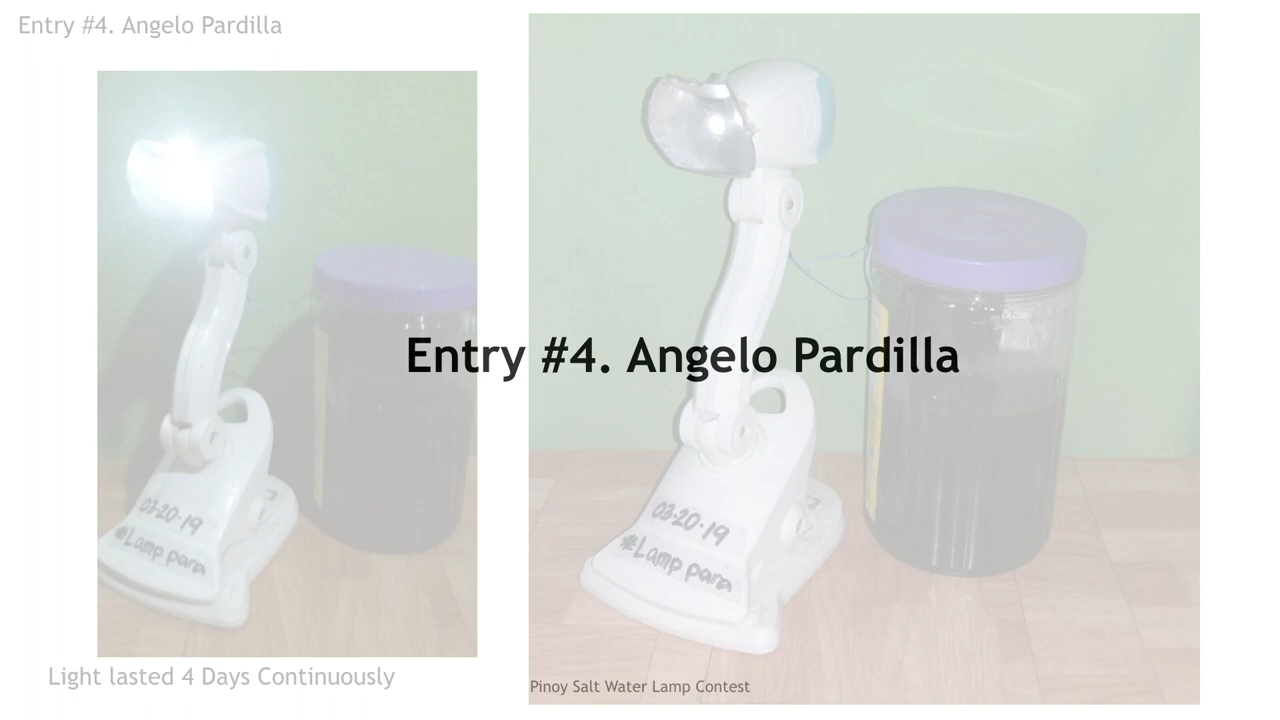 Entry #4. Angelo Pardilla
Entry #4. Angelo Pardilla
03·20·19
#Lamp para
03·20·19
#Lamp para
Light lasted 4 Days Continuously
Pinoy Salt Water Lamp Contest